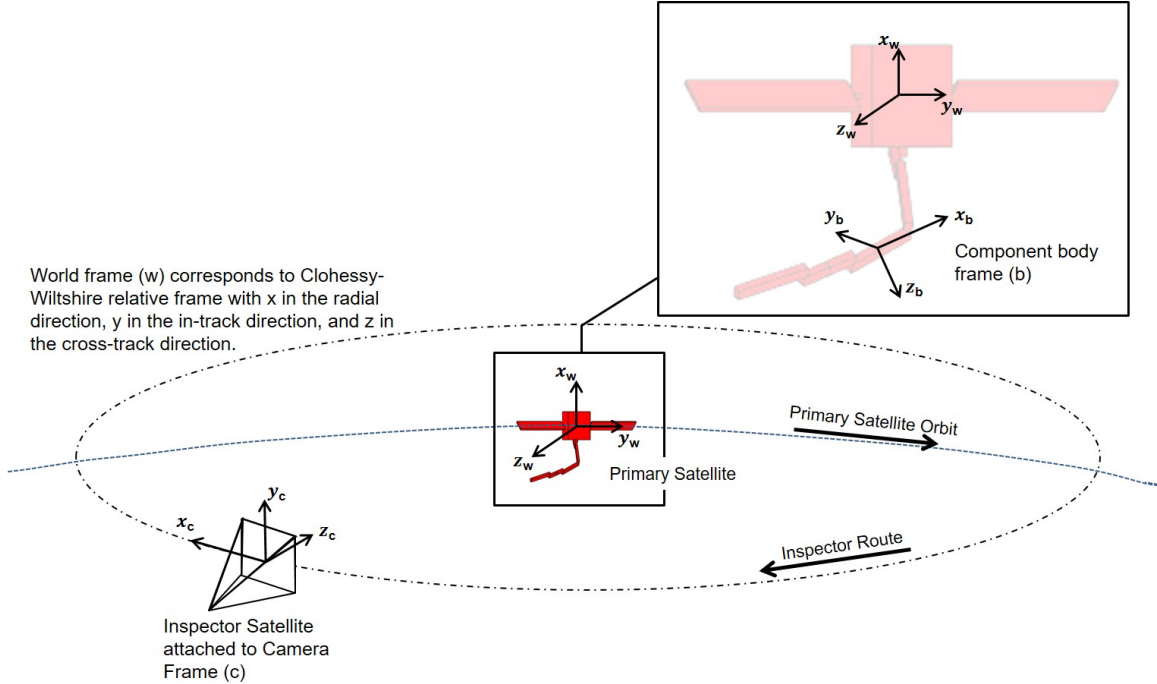 x_w
y_w
z_w
y_b
x_b
z_b
Component body
frame (b)
World frame (w) corresponds to Clohessy-
Wiltshire relative frame with x in the radial
direction, y in the in-track direction, and z in
the cross-track direction.
x_w
y_w
z_w
Primary Satellite
Primary Satellite Orbit
y_c
x_c
z_c
Inspector Route
Inspector Satellite
attached to Camera
Frame (c)